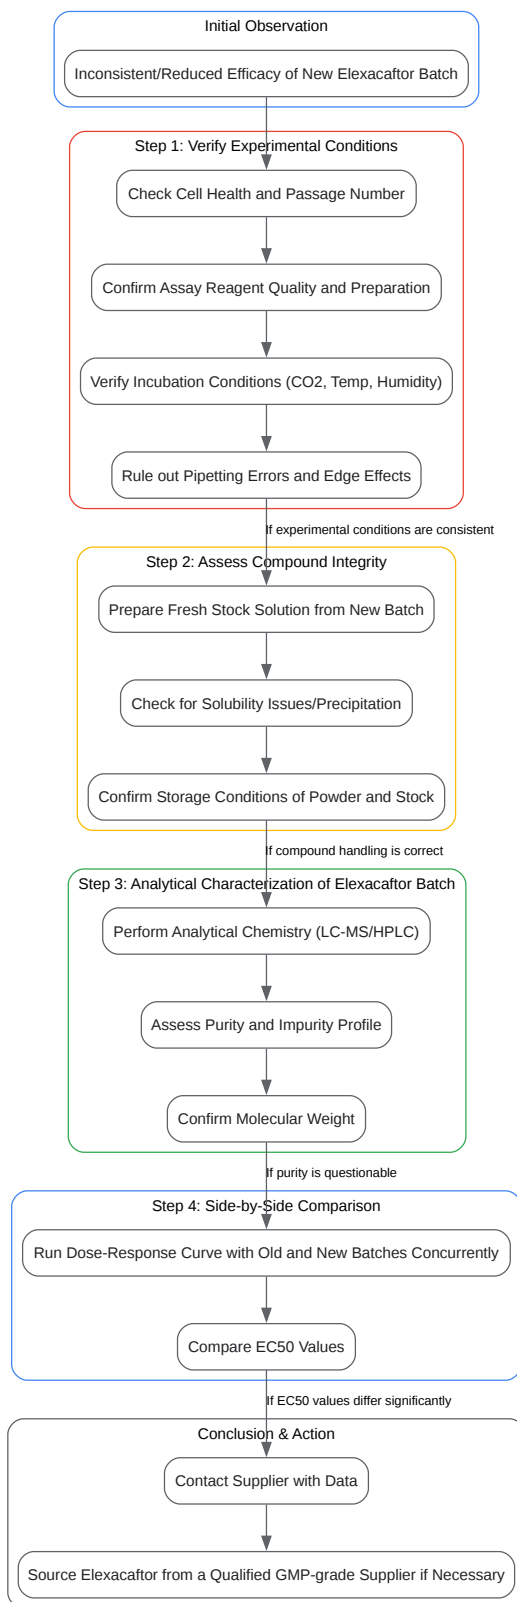 Initial Observation
Inconsistent/Reduced Efficacy of New Elexacaftor Batch
Step 1: Verify Experimental Conditions
Check Cell Health and Passage Number
Confirm Assay Reagent Quality and Preparation
Verify Incubation Conditions (CO2, Temp, Humidity)
Rule out Pipetting Errors and Edge Effects
If experimental conditions are consistent
Step 2: Assess Compound Integrity
Prepare Fresh Stock Solution from New Batch
Check for Solubility Issues/Precipitation
Confirm Storage Conditions of Powder and Stock
If compound handling is correct
Step 3: Analytical Characterization of Elexacaftor Batch
Perform Analytical Chemistry (LC-MS/HPLC)
Assess Purity and Impurity Profile
Confirm Molecular Weight
If purity is questionable
Step 4: Side-by-Side Comparison
Run Dose-Response Curve with Old and New Batches Concurrently
Compare EC50 Values
If EC50 values differ significantly
Conclusion & Action
Contact Supplier with Data
Source Elexacaftor from a Qualified GMP-grade Supplier if Necessary